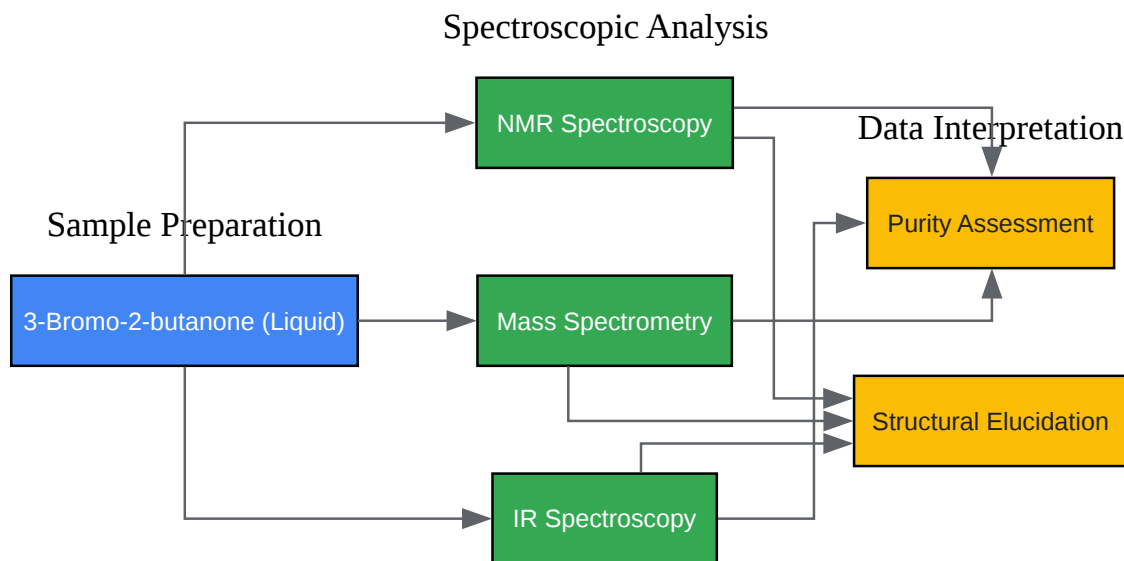 Spectroscopic Analysis
NMR Spectroscopy
Data Interpretation
Purity Assessment
Sample Preparation
3-Bromo-2-butanone (Liquid)
Mass Spectrometry
Structural Elucidation
IR Spectroscopy